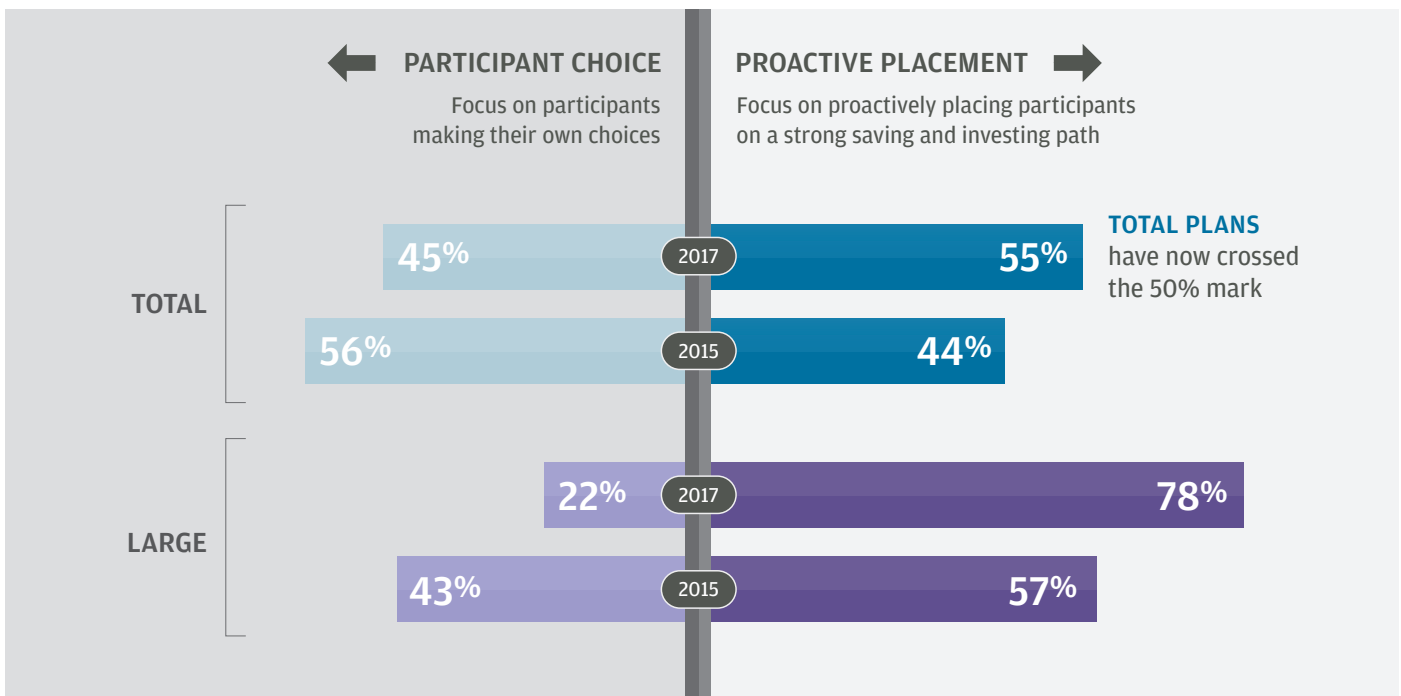 PARTICIPANT CHOICE
Focus on participants
making their own choices
PROACTIVE PLACEMENT
Focus on proactively placing participants
on a strong saving and investing path
TOTAL
45% 2017 55%
56% 2015 44%
TOTAL PLANS
have now crossed
the 50% mark
LARGE
22% 2017 78%
43% 2015 57%